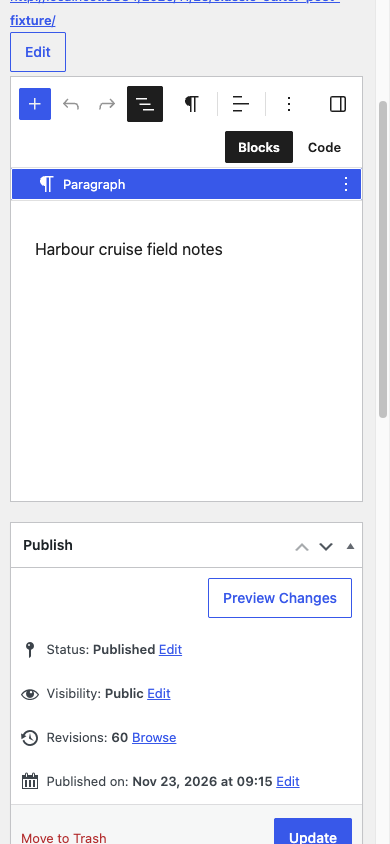 fixture/
Edit
Blocks Code
Paragraph
Harbour cruise field notes
Publish
Preview Changes
Status: Published Edit
Visibility: Public Edit
Revisions: 60 Browse
Published on: Nov 23, 2026 at 09:15 Edit
Move to Trash
Update